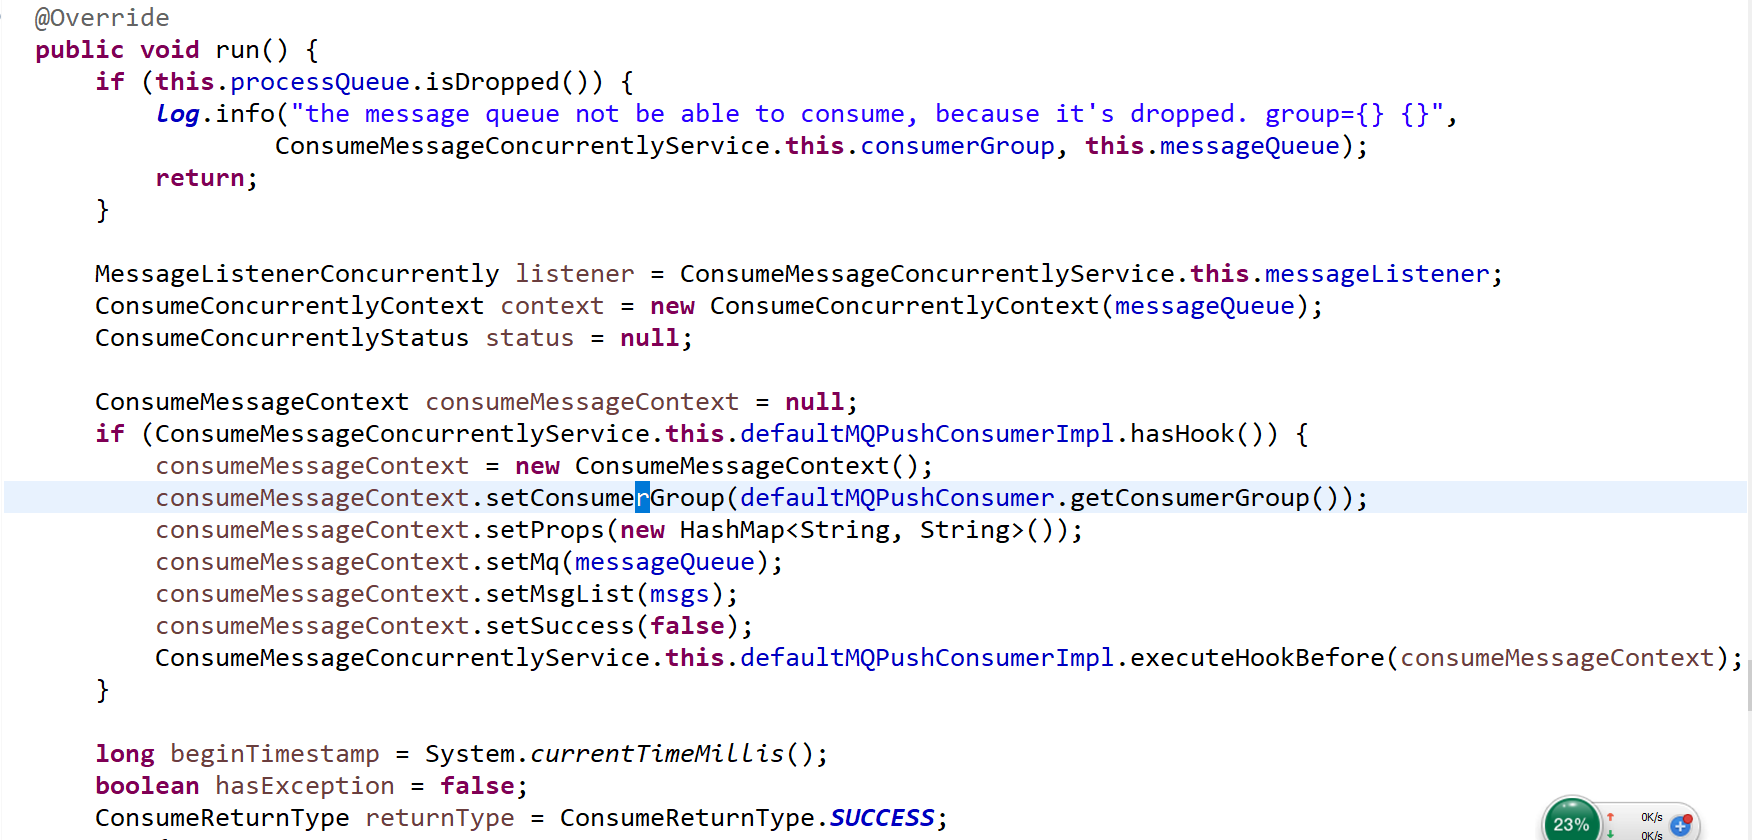 @Override
public void run() {
    if (this.processQueue.isDropped()) {
        log.info("the message queue not be able to consume, because it's dropped. group={} {}",
                ConsumeMessageConcurrentlyService.this.consumerGroup, this.messageQueue);
        return;
    }

    MessageListenerConcurrently listener = ConsumeMessageConcurrentlyService.this.messageListener;
    ConsumeConcurrentlyContext context = new ConsumeConcurrentlyContext(messageQueue);
    ConsumeConcurrentlyStatus status = null;

    ConsumeMessageContext consumeMessageContext = null;
    if (ConsumeMessageConcurrentlyService.this.defaultMQPushConsumerImpl.hasHook()) {
        consumeMessageContext = new ConsumeMessageContext();
        consumeMessageContext.setConsumerGroup(defaultMQPushConsumer.getConsumerGroup());
        consumeMessageContext.setProps(new HashMap<String, String>());
        consumeMessageContext.setMq(messageQueue);
        consumeMessageContext.setMsgList(msgs);
        consumeMessageContext.setSuccess(false);
        ConsumeMessageConcurrentlyService.this.defaultMQPushConsumerImpl.executeHookBefore(consumeMessageContext);
    }

    long beginTimestamp = System.currentTimeMillis();
    boolean hasException = false;
    ConsumeReturnType returnType = ConsumeReturnType.SUCCESS;
23%
0K/s
0K/s